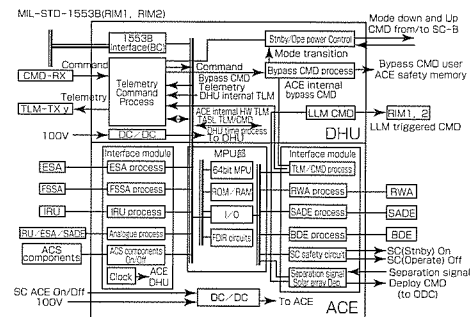 MIL-STD-1553B(RIM1, RIM2)
1553B
interface(BC)
Stnby/Ope power Control
Mode down and Up
CMD from/to SC-B
Mode transition
CMD-RX
Command
Command
Bypass CMD
Bypass CMD process
Bypass CMD user
ACE safety memory
Telemetry
Command
Process
Telemetry
DHU internal TLM
ACE internal
bypass CMD
Telemetry
TLM-TX y
ACE internal HW TLM
TASL TLM/CMD
LLM CMD
RIM1, 2
LLM triggered CMD
100V
DC/DC
DHU time process
To DHU
DHU
Interface module
MPU部
Interface module
ESA
ESA process
64bit MPU
TLM/CMD process
FSSA
FSSA process
ROM/RAM
RWA process
RWA
IRU
IRU process
I/O
SADE process
SADE
IRU/ESA/SADE
Analogue process
FDIR circuits
BDE process
BDE
ACS
components
ACS components
On/Off
SC safety circuit
SC(Stnby) On
SC(Operate) Off
Clock
ACE
DHU
Separation signal
Solar array Dep.
Separation signal
Deploy CMD
(to ODC)
SC ACE On/Off
100V
DC/DC
To ACE
ACE